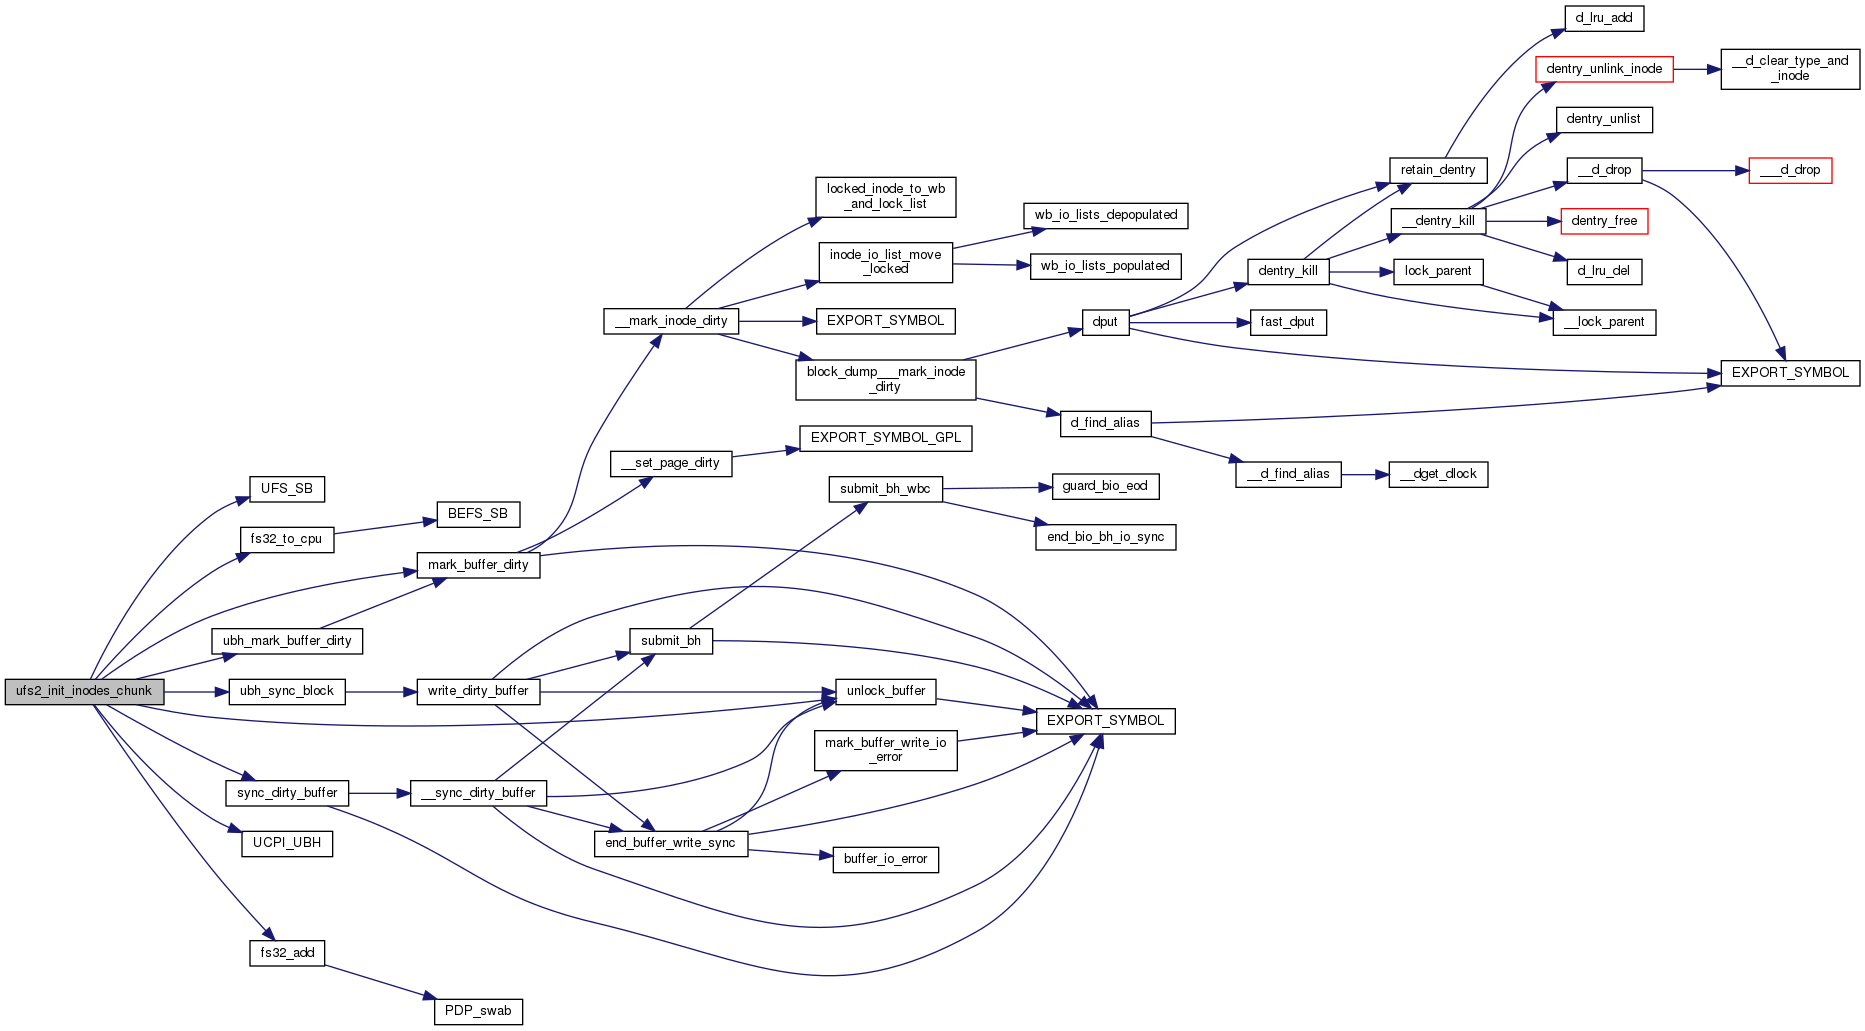 d_lru_add
dentry_unlink_inode
__d_clear_type_and
_inode
dentry_unlist
retain_dentry
__d_drop
___d_drop
locked_inode_to_wb
_and_lock_list
wb_io_lists_depopulated
__dentry_kill
dentry_free
inode_io_list_move
_locked
wb_io_lists_populated
dentry_kill
lock_parent
d_lru_del
__mark_inode_dirty
EXPORT_SYMBOL
dput
fast_dput
__lock_parent
block_dump___mark_inode
_dirty
EXPORT_SYMBOL
d_find_alias
EXPORT_SYMBOL_GPL
__set_page_dirty
__d_find_alias
__dget_dlock
UFS_SB
submit_bh_wbc
guard_bio_eod
BEFS_SB
fs32_to_cpu
end_bio_bh_io_sync
mark_buffer_dirty
ubh_mark_buffer_dirty
submit_bh
ufs2_init_inodes_chunk
ubh_sync_block
write_dirty_buffer
unlock_buffer
EXPORT_SYMBOL
mark_buffer_write_io
_error
sync_dirty_buffer
__sync_dirty_buffer
UCPI_UBH
end_buffer_write_sync
buffer_io_error
fs32_add
PDP_swab